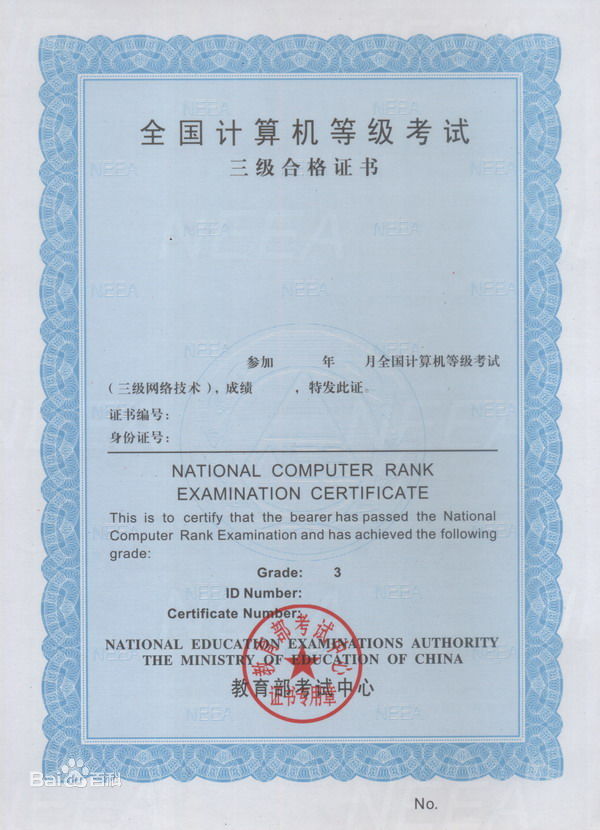 全国计算机等级考试
三级合格证书
参加 年 月全国计算机等级考试
(三级网络技术), 成绩 , 特发此证。
证书编号:
身份证号:
NATIONAL COMPUTER RANK
EXAMINATION CERTIFICATE
This is to certify that the bearer has passed the National
Computer Rank Examination and has achieved the following
grade:
Grade: 3
ID Number:
Certificate Number:
NATIONAL EDUCATION EXAMINATIONS AUTHORITY
THE MINISTRY OF EDUCATION OF CHINA
教育部考试中心
教育部考试中心
证书专用章
Bai百科
No.
NEEA